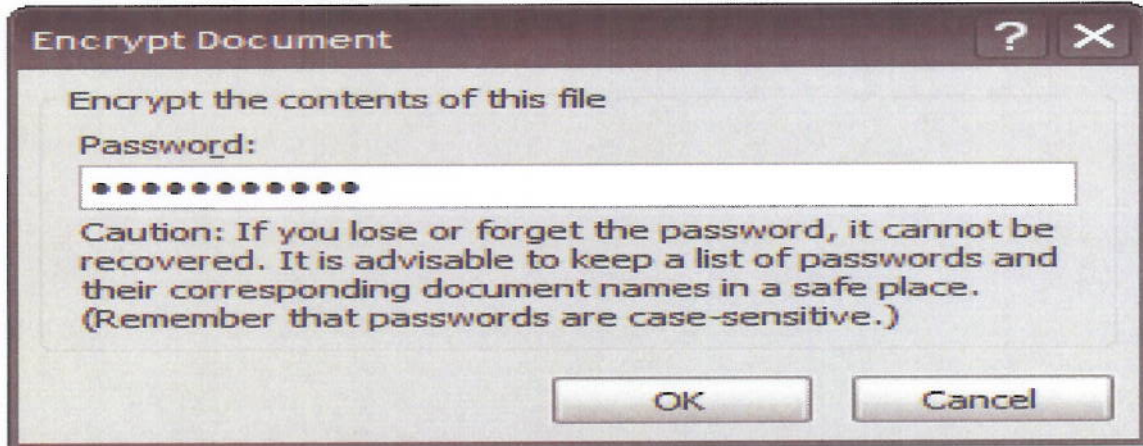 Encrypt Document
Encrypt the contents of this file
Password:
●●●●●●●●●●●
Caution: If you lose or forget the password, it cannot be
recovered. It is advisable to keep a list of passwords and
their corresponding document names in a safe place.
(Remember that passwords are case-sensitive.)
OK Cancel